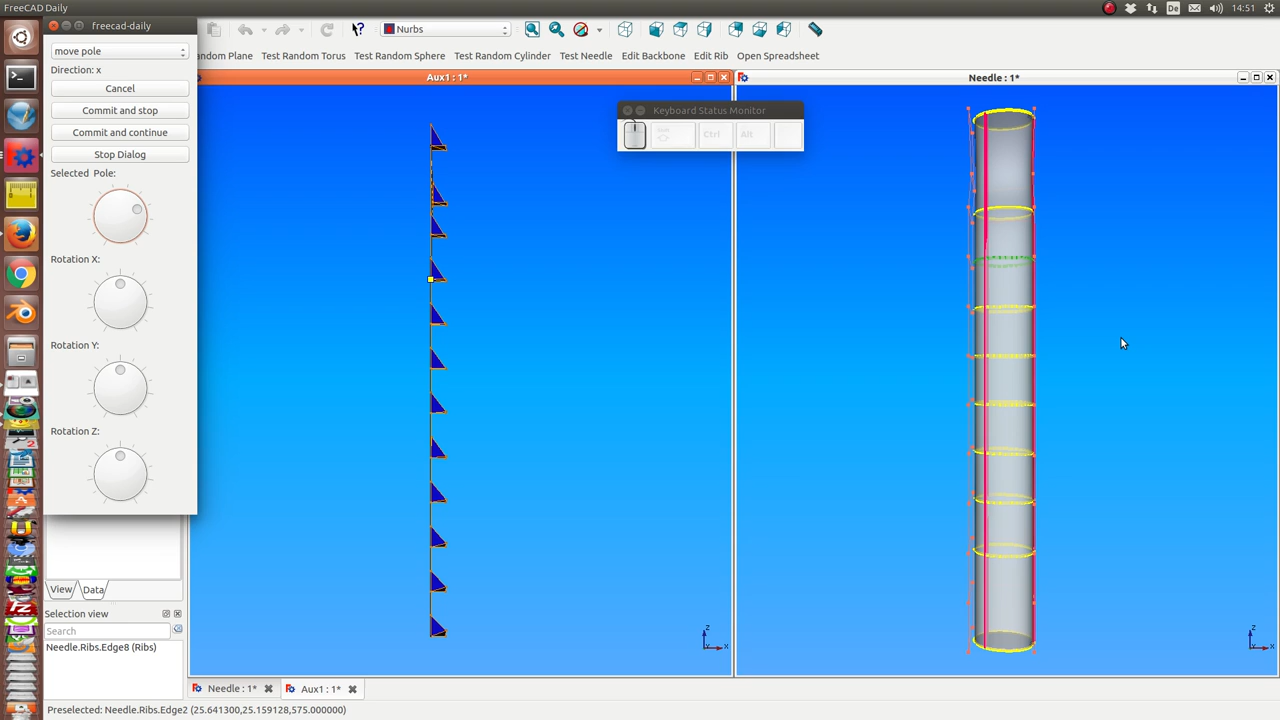 FreeCAD Daily
De
14:51
freecad-daily
Nurbs
move pole
andom Plane
Test Random Torus
Test Random Sphere
Test Random Cylinder
Test Needle
Edit Backbone
Edit Rib
Open Spreadsheet
Direction: x
Aux1 : 1*
Needle : 1*
Cancel
Commit and stop
Keyboard Status Monitor
Commit and continue
Ctrl
Alt
Stop Dialog
Selected Pole:
Rotation X:
Rotation Y:
Rotation Z:
View
Data
Selection view
Search
Needle.Ribs.Edge8 (Ribs)
z
x
z
x
Needle : 1*
Aux1 : 1*
Preselected: Needle.Ribs.Edge2 (25.641300,25.159128,575.000000)